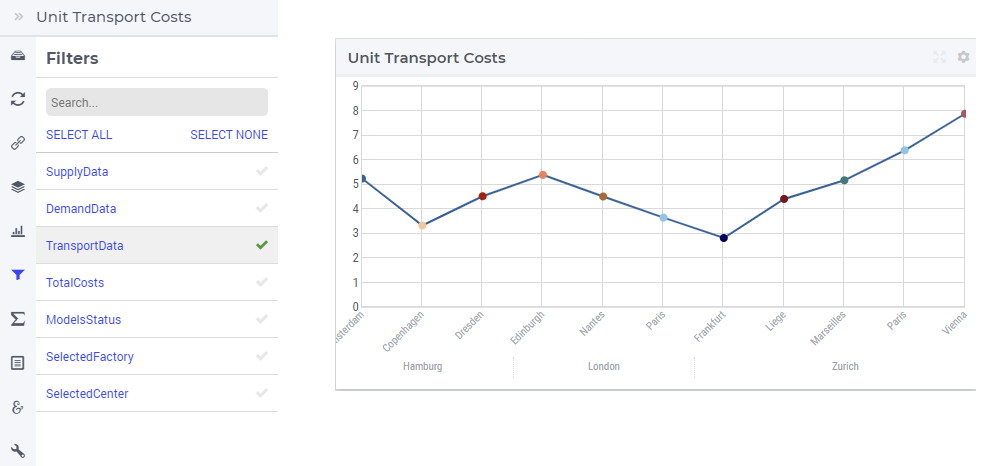 Unit Transport Costs
Filters
Search...
SELECT ALL SELECT NONE
SupplyData
DemandData
TransportData
TotalCosts
ModelsStatus
SelectedFactory
SelectedCenter
Unit Transport Costs
9
8
7
6
5
4
3
2
1
0
sterdam Copenhagen Dresden Edinburgh Nantes Paris Frankfurt Liege Marseilles Paris Vienna
Hamburg London Zurich